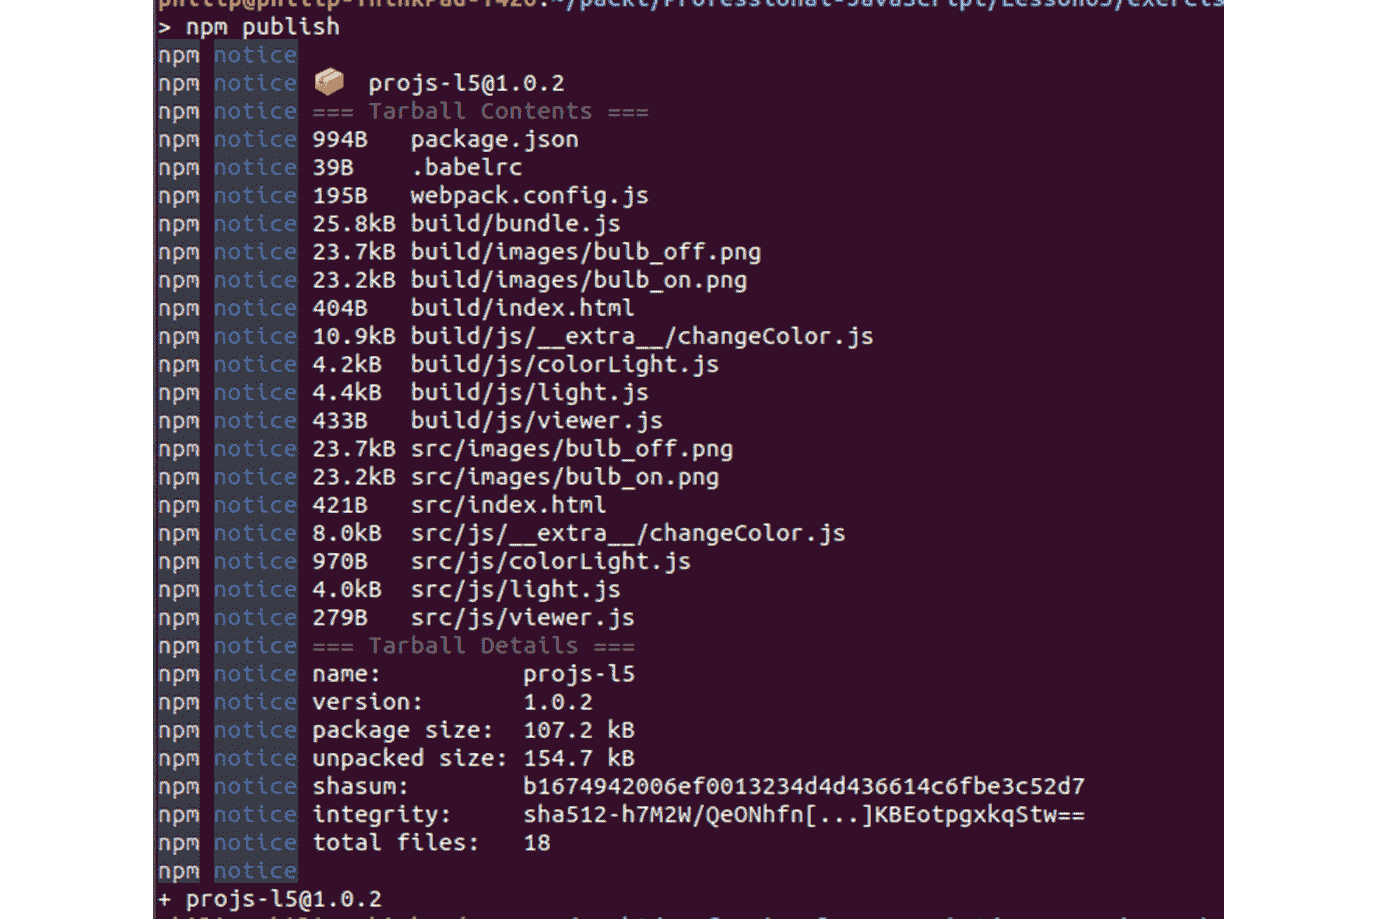 > npm publish
npm notice
npm notice 📦 projs-l5@1.0.2
npm notice === Tarball Contents ===
npm notice 994B package.json
npm notice 39B .babelrc
npm notice 195B webpack.config.js
npm notice 25.8kB build/bundle.js
npm notice 23.7kB build/images/bulb_off.png
npm notice 23.2kB build/images/bulb_on.png
npm notice 404B build/index.html
npm notice 10.9kB build/js/__extra__/changeColor.js
npm notice 4.2kB build/js/colorLight.js
npm notice 4.4kB build/js/light.js
npm notice 433B build/js/viewer.js
npm notice 23.7kB src/images/bulb_off.png
npm notice 23.2kB src/images/bulb_on.png
npm notice 421B src/index.html
npm notice 8.0kB src/js/__extra__/changeColor.js
npm notice 970B src/js/colorLight.js
npm notice 4.0kB src/js/light.js
npm notice 279B src/js/viewer.js
npm notice === Tarball Details ===
npm notice name: projs-l5
npm notice version: 1.0.2
npm notice package size: 107.2 kB
npm notice unpacked size: 154.7 kB
npm notice shasum: b1674942006ef0013234d4d436614c6fbe3c52d7
npm notice integrity: sha512-h7M2W/QeONhfn[...]KBEotpgxkqStw==
npm notice total files: 18
npm notice
+ projs-l5@1.0.2